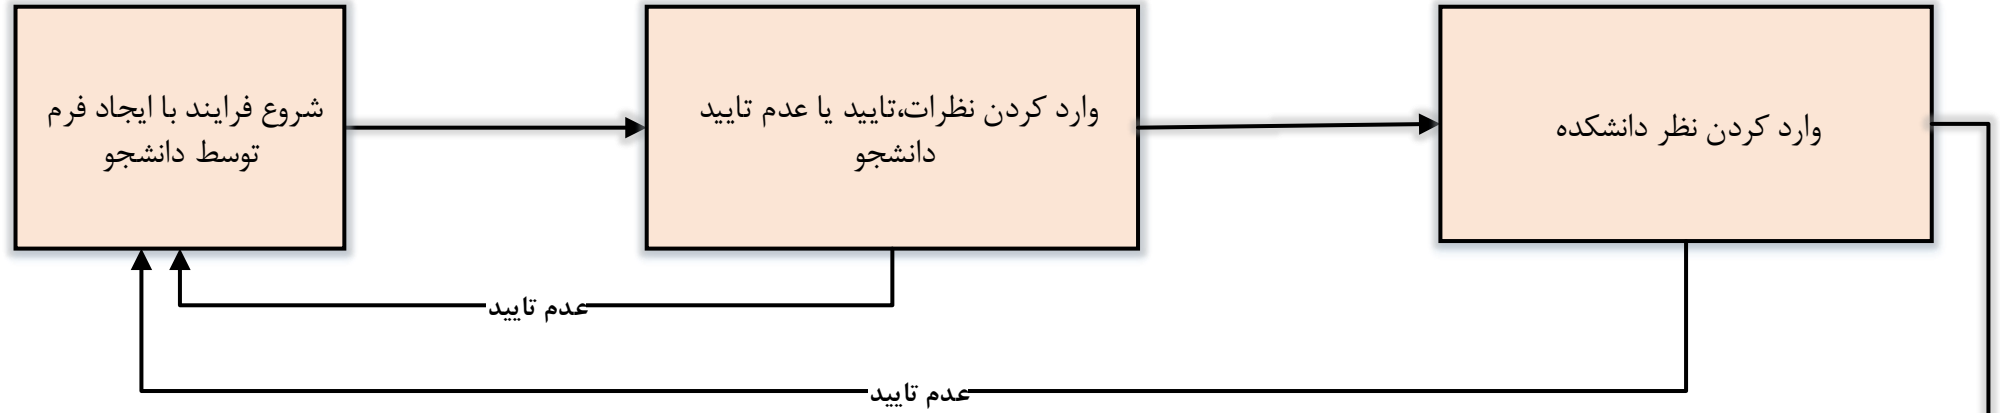 شروع فرایند با ایجاد فرم
توسط دانشجو
وارد کردن نظرات،تایید یا عدم تایید
دانشجو
وارد کردن نظر دانشکده
عدم تایید
عدم تایید